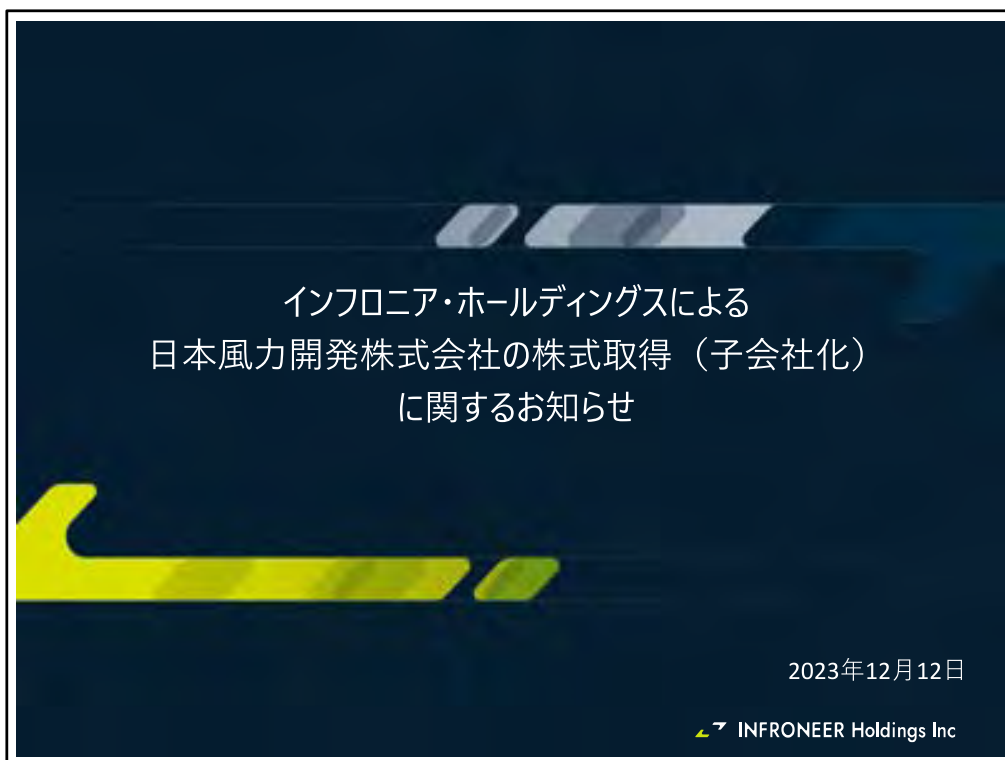 インフロニア・ホールディングスによる
日本風力開発株式会社の株式取得（子会社化）
に関するお知らせ
2023年12月12日
INFRONEER Holdings Inc